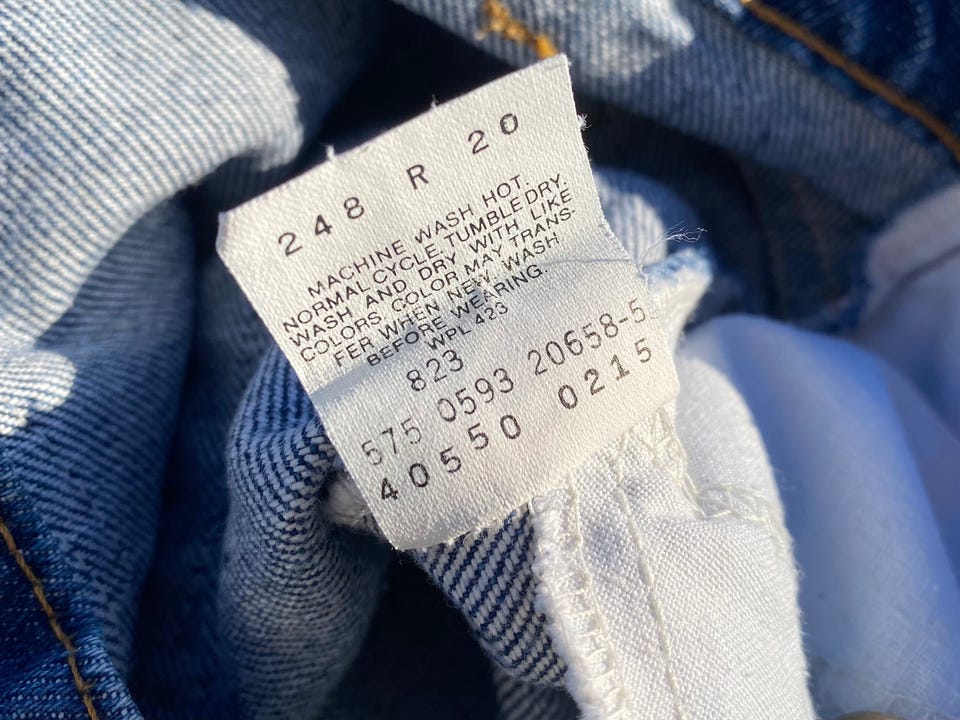 248 R 20
MACHINE WASH HOT.
NORMAL CYCLE. TUMBLE DRY.
WASH AND DRY WITH LIKE
COLORS. COLOR MAY TRANS-
FER WHEN NEW. WASH
BEFORE WEARING.
WPL 423
823
575 0593 20658-5
40550 0215